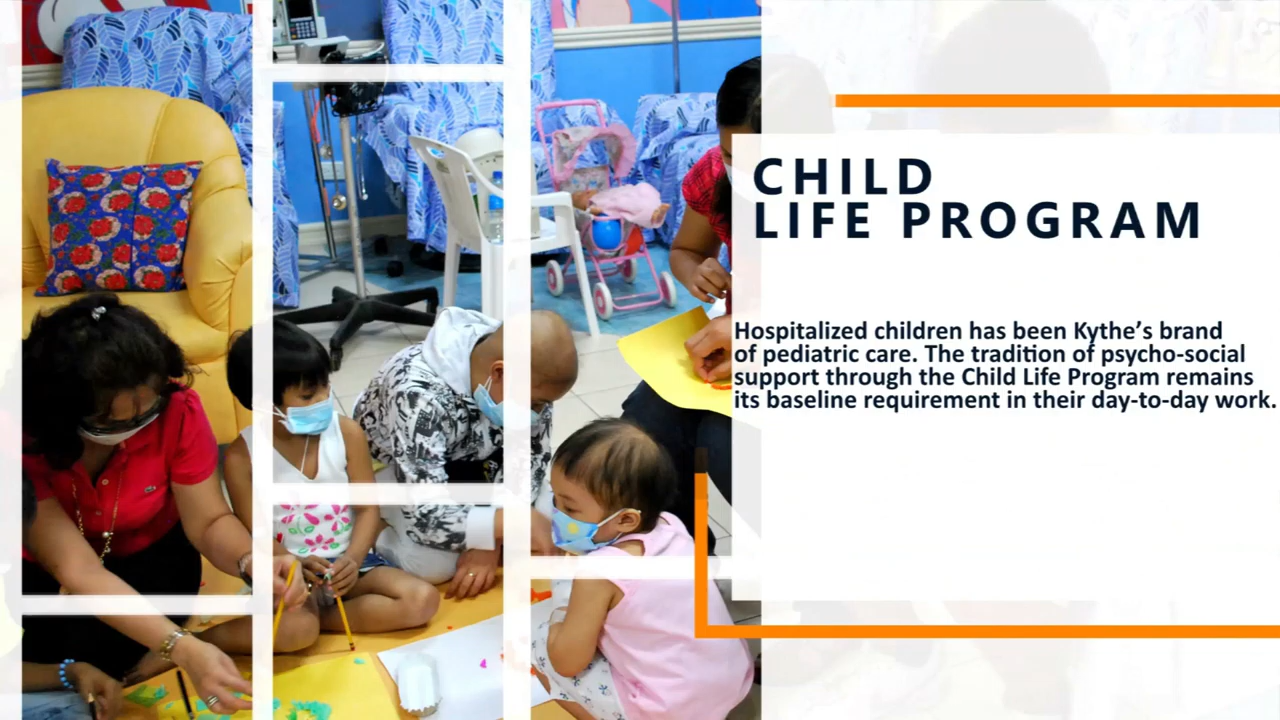 CHILD
LIFE PROGRAM
Hospitalized children has been Kythe’s brand
of pediatric care. The tradition of psycho-social
support through the Child Life Program remains
its baseline requirement in their day-to-day work.